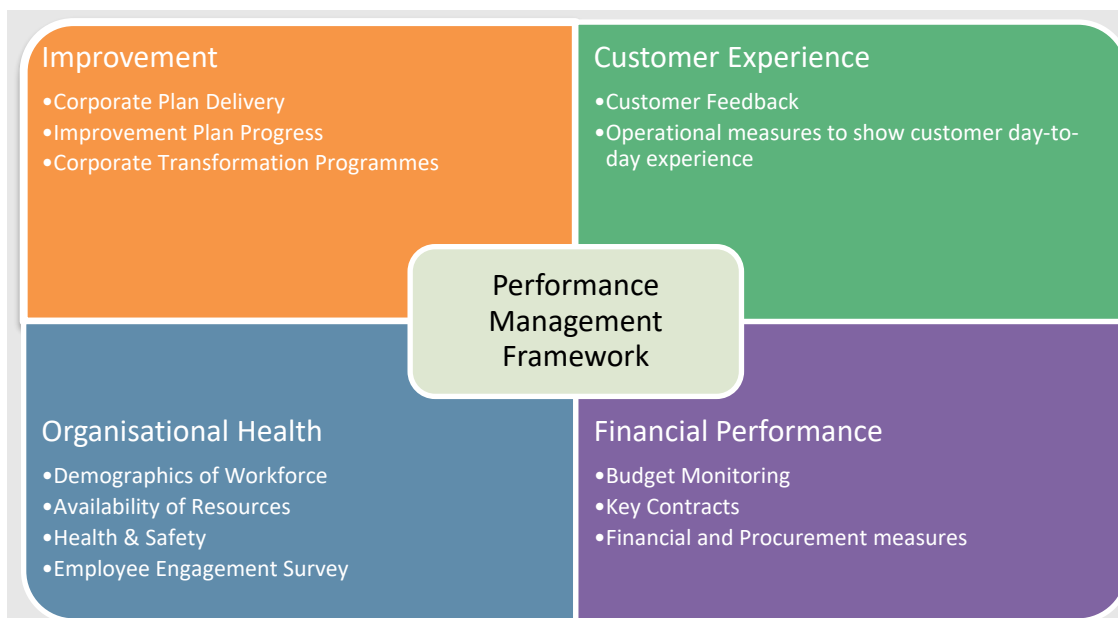 Improvement
•Corporate Plan Delivery
•Improvement Plan Progress
•Corporate Transformation Programmes
Customer Experience
•Customer Feedback
•Operational measures to show customer day-to-
day experience
Performance
Management
Framework
Organisational Health
•Demographics of Workforce
•Availability of Resources
•Health & Safety
•Employee Engagement Survey
Financial Performance
•Budget Monitoring
•Key Contracts
•Financial and Procurement measures